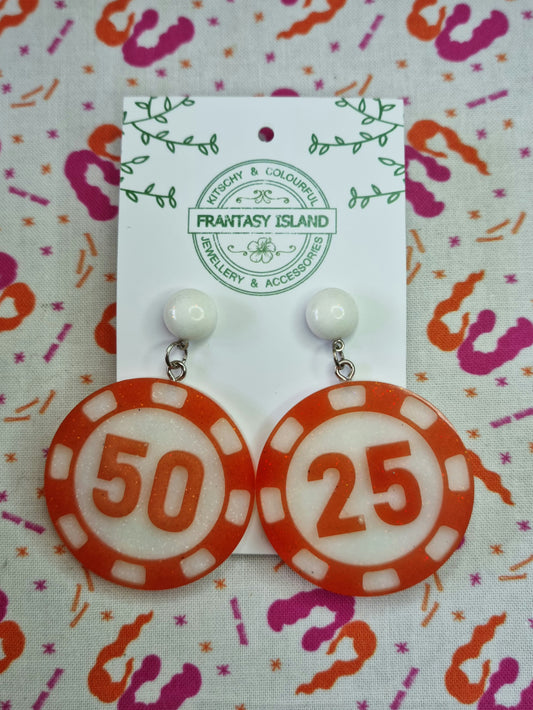 KITSCHY & COLOURFUL
FRANTASY ISLAND
JEWELLERY & ACCESSORIES
50
25